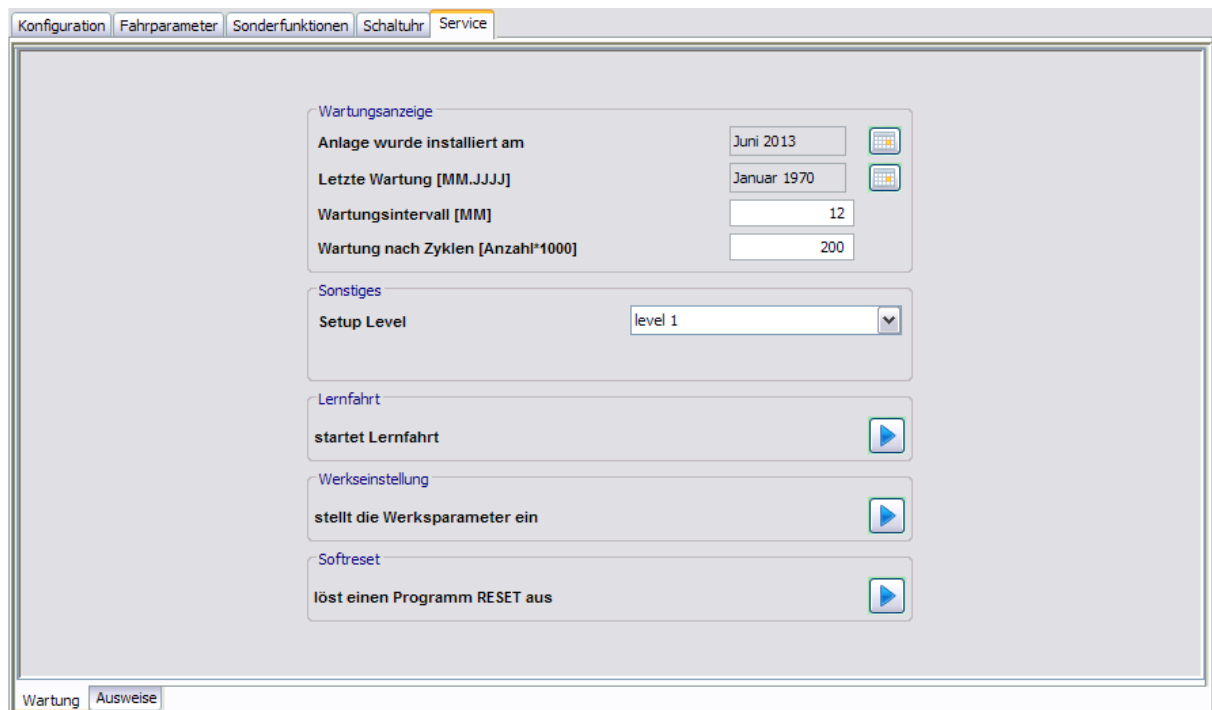 Konfiguration Fahrparameter Sonderfunktionen Schaltuhr Service
Wartungsanzeige
Anlage wurde installiert am Juni 2013
Letzte Wartung [MM.JJJJ] Januar 1970
Wartungsintervall [MM] 12
Wartung nach Zyklen [Anzahl*1000] 200
Sonstiges
Setup Level level 1
Lernfahrt
startet Lernfahrt
Werkseinstellung
stellt die Werksparameter ein
Softreset
löst einen Programm RESET aus
Wartung Ausweise